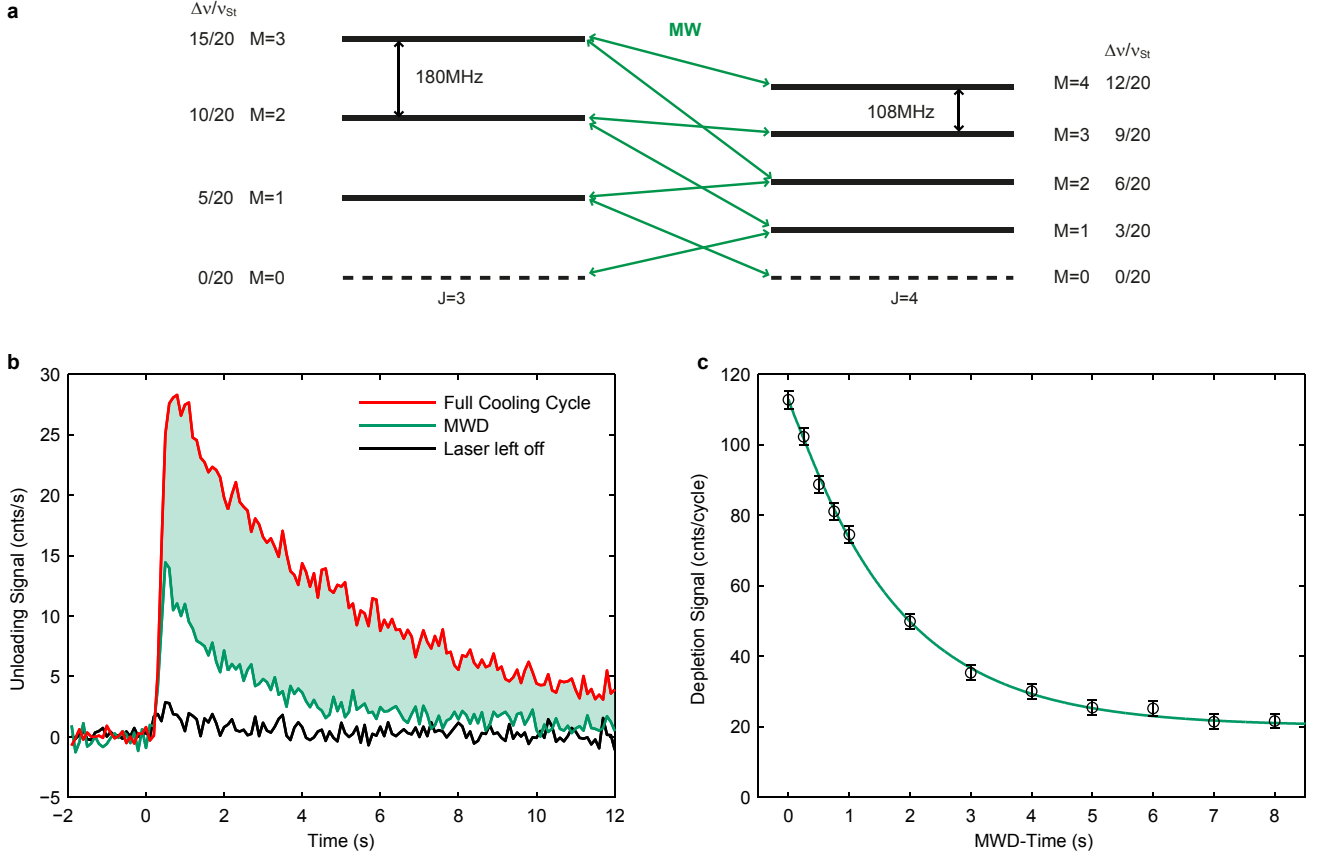 a
Δν/νSt
15/20 M=3
MW
Δν/νSt
180MHz
M=4 12/20
10/20 M=2
108MHz
M=3 9/20
5/20 M=1
M=2 6/20
M=1 3/20
0/20 M=0
M=0 0/20
J=3
J=4
b
30
25
20
15
10
5
0
−5
Unloading Signal (cnts/s)
Full Cooling Cycle
MWD
Laser left off
−2 0 2 4 6 8 10 12
Time (s)
c
120
100
80
60
40
20
0
Depletion Signal (cnts/cycle)
0 1 2 3 4 5 6 7 8
MWD-Time (s)